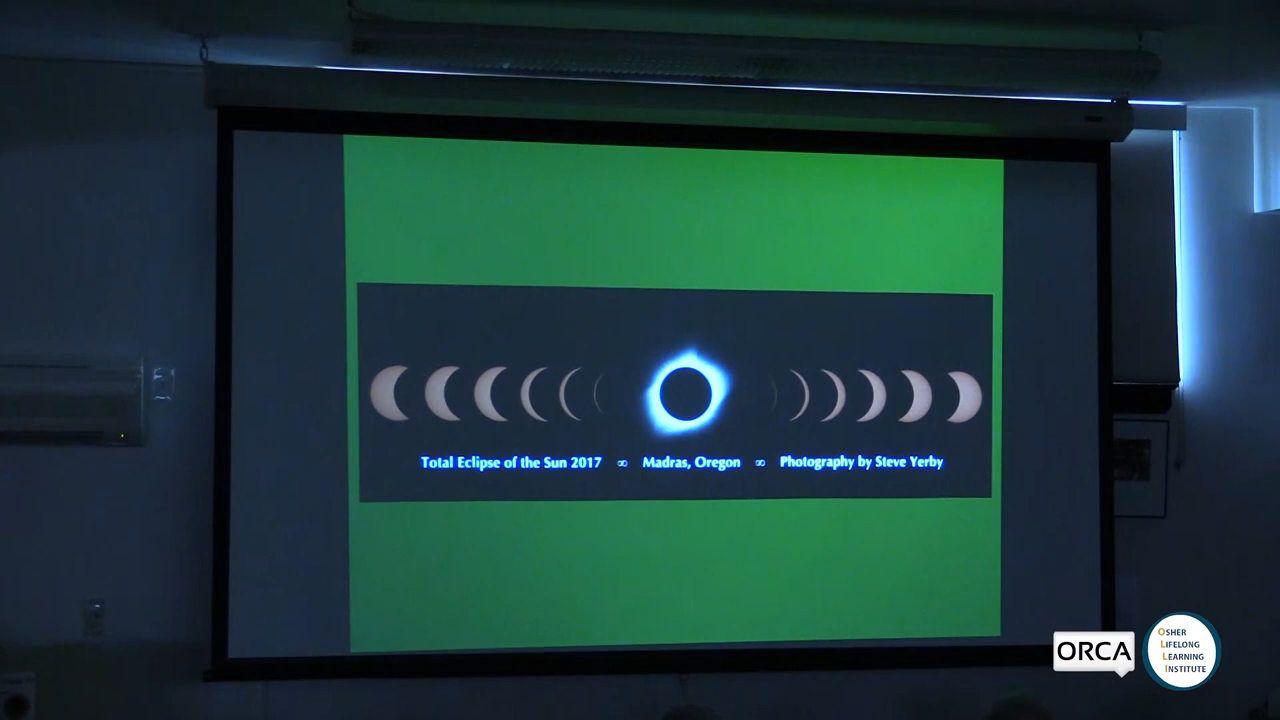 Total Eclipse of the Sun 2017 ∞ Madras, Oregon ∞ Photography by Steve Yerby
ORCA
OSHER
LIFELONG
LEARNING
INSTITUTE